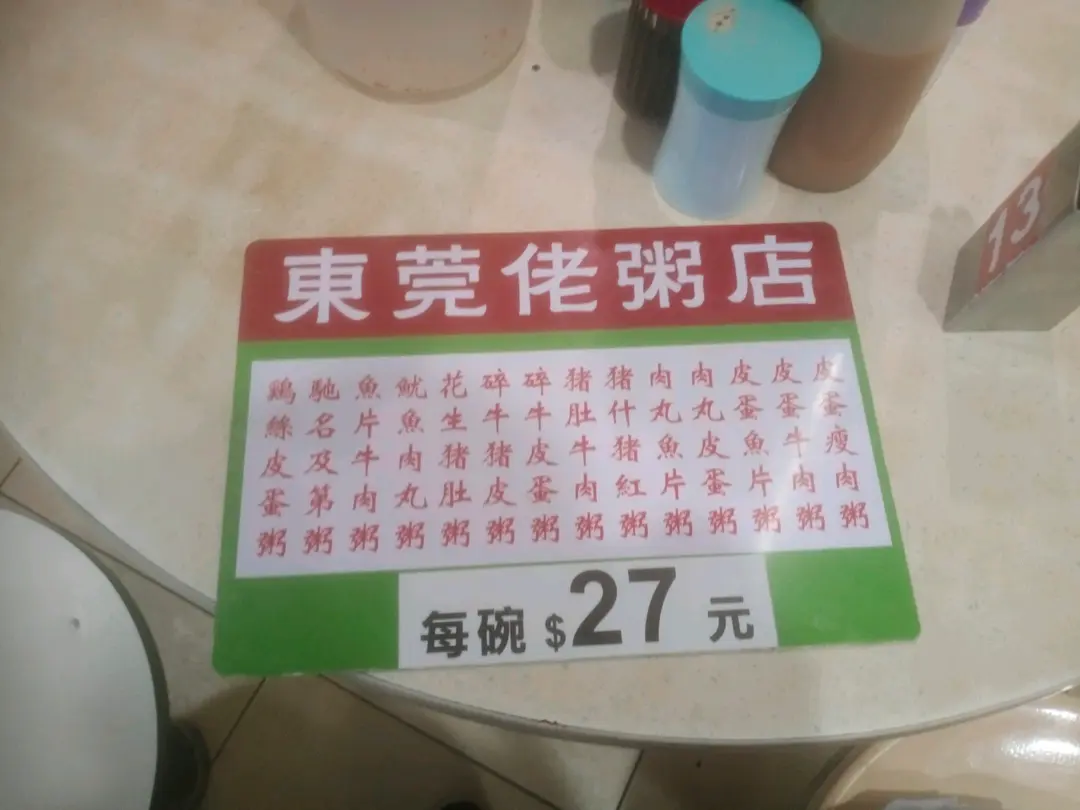 東莞佬粥店
皮蛋瘦肉粥
皮蛋牛肉粥
皮蛋魚片粥
肉丸皮蛋粥
肉丸魚片粥
猪什猪紅粥
猪肚牛肉粥
碎牛皮蛋粥
碎牛猪皮粥
花生猪肚粥
魷魚肉丸粥
魚片牛肉粥
馳名及第粥
鷄絲皮蛋粥
每碗 $27 元
13